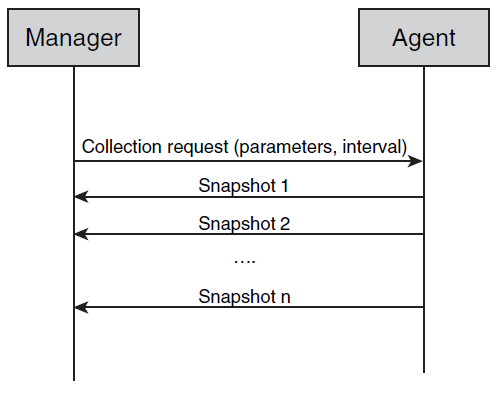 Manager
Agent
Collection request (parameters, interval)
Snapshot 1
Snapshot 2
....
Snapshot n